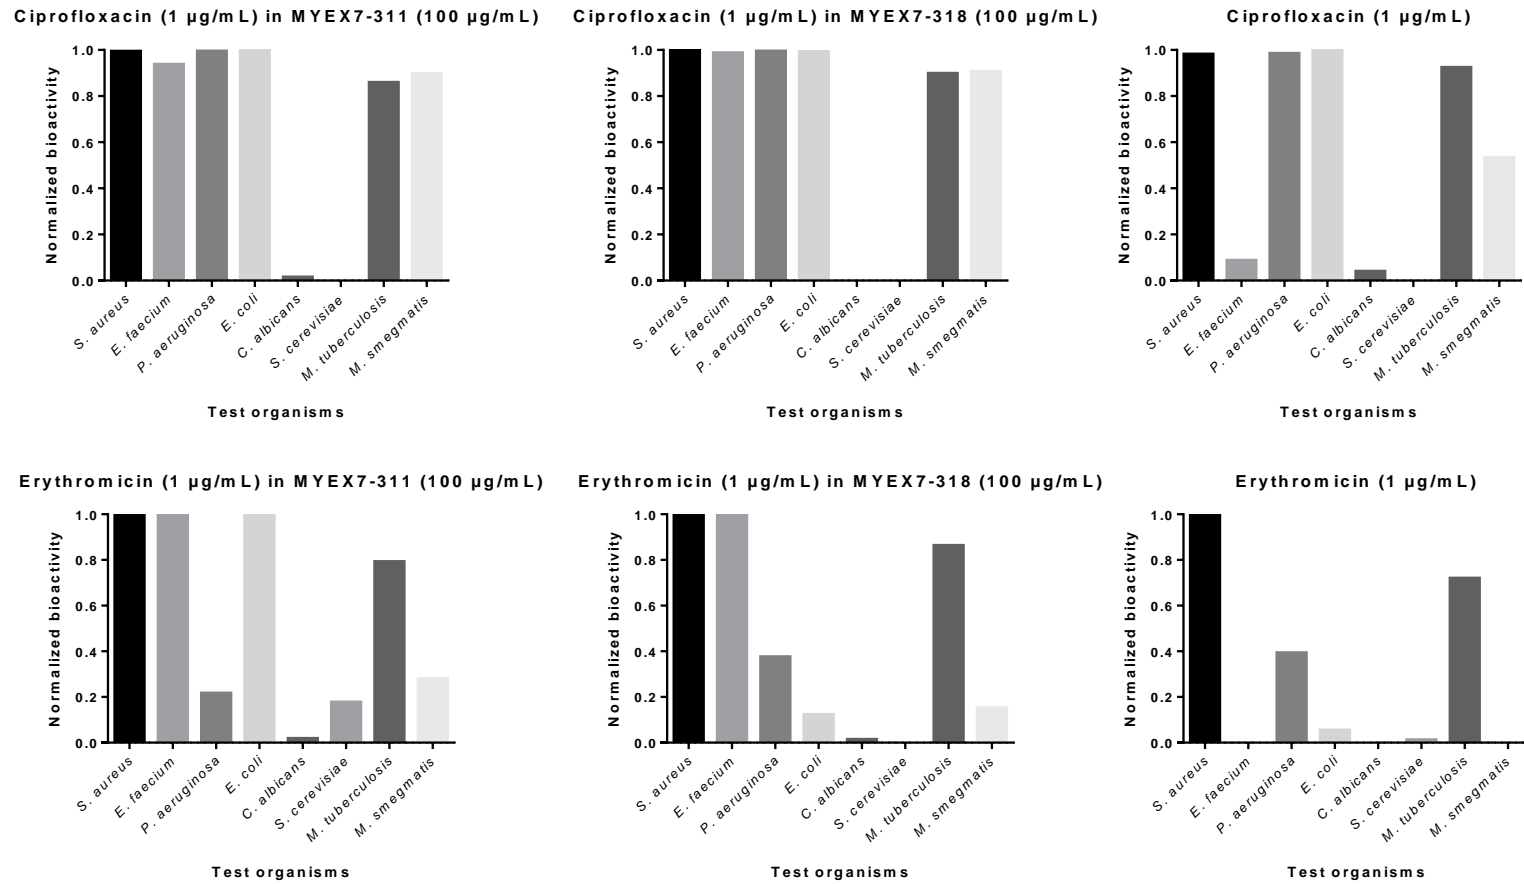 Ciprofloxacin (1 µg/mL) in MYEX7-311 (100 µg/mL)
Normalized bioactivity
1.0
0.8
0.6
0.4
0.2
0.0
S. aureus
E. faecium
P. aeruginosa
E. coli
C. albicans
S. cerevisiae
M. tuberculosis
M. smegmatis
Test organisms
Ciprofloxacin (1 µg/mL) in MYEX7-318 (100 µg/mL)
Normalized bioactivity
1.0
0.8
0.6
0.4
0.2
0.0
S. aureus
E. faecium
P. aeruginosa
E. coli
C. albicans
S. cerevisiae
M. tuberculosis
M. smegmatis
Test organisms
Ciprofloxacin (1 µg/mL)
Normalized bioactivity
1.0
0.8
0.6
0.4
0.2
0.0
S. aureus
E. faecium
P. aeruginosa
E. coli
C. albicans
S. cerevisiae
M. tuberculosis
M. smegmatis
Test organisms
Erythromicin (1 µg/mL) in MYEX7-311 (100 µg/mL)
Normalized bioactivity
1.0
0.8
0.6
0.4
0.2
0.0
S. aureus
E. faecium
P. aeruginosa
E. coli
C. albicans
S. cerevisiae
M. tuberculosis
M. smegmatis
Test organisms
Erythromicin (1 µg/mL) in MYEX7-318 (100 µg/mL)
Normalized bioactivity
1.0
0.8
0.6
0.4
0.2
0.0
S. aureus
E. faecium
P. aeruginosa
E. coli
C. albicans
S. cerevisiae
M. tuberculosis
M. smegmatis
Test organisms
Erythromicin (1 µg/mL)
Normalized bioactivity
1.0
0.8
0.6
0.4
0.2
0.0
S. aureus
E. faecium
P. aeruginosa
E. coli
C. albicans
S. cerevisiae
M. tuberculosis
M. smegmatis
Test organisms